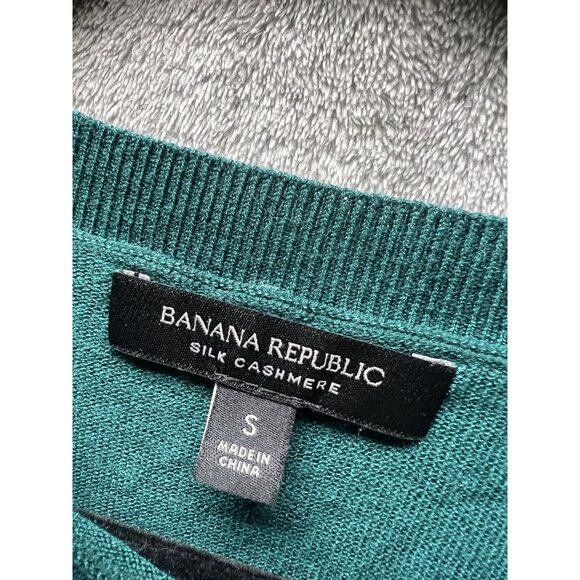 BANANA REPUBLIC
SILK CASHMERE
S
MADE IN
CHINA